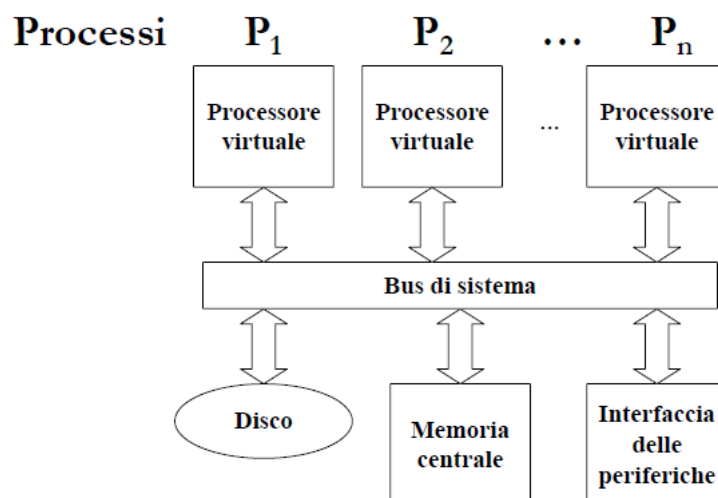 Processi P₁ P₂ ... Pₙ
Processore virtuale
Processore virtuale
...
Processore virtuale
Bus di sistema
Disco
Memoria centrale
Interfaccia delle periferiche